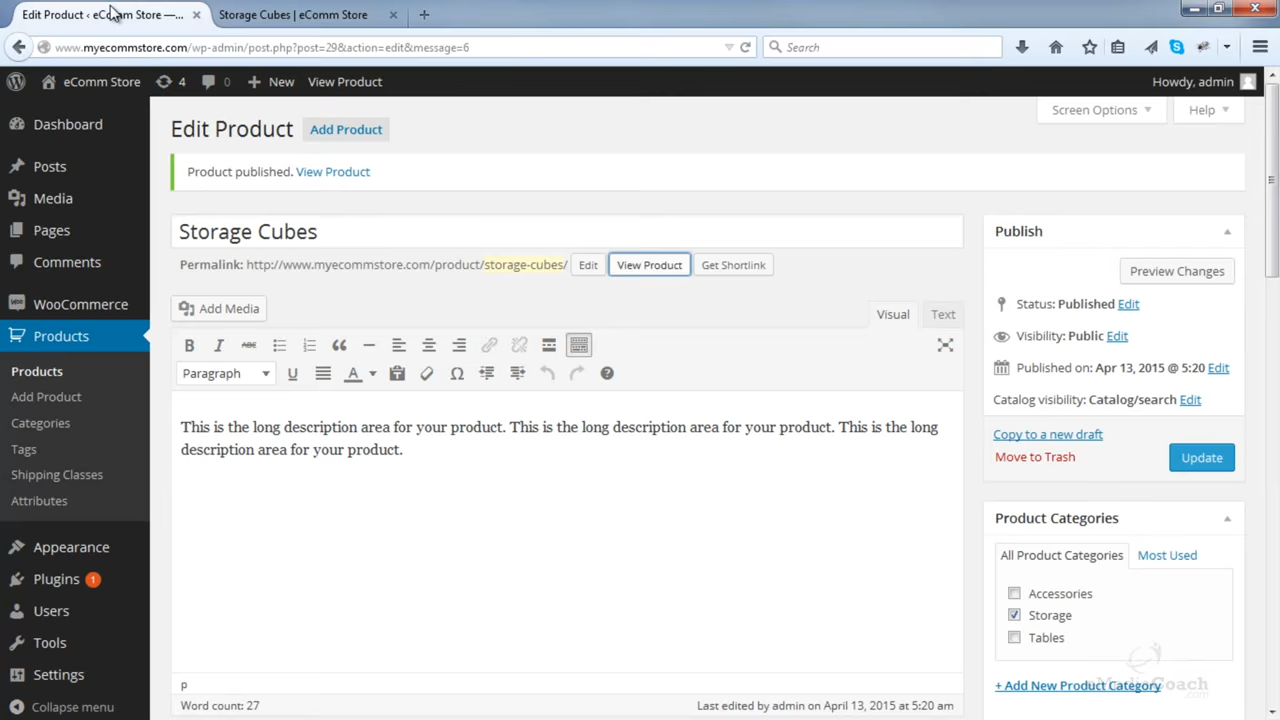 Edit Product ‹ eComm Store —...
Storage Cubes | eComm Store
www.myecommstore.com/wp-admin/post.php?post=29&action=edit&message=6
Search
eComm Store
4
0
New
View Product
Howdy, admin
Screen Options
Help
Dashboard
Posts
Media
Pages
Comments
WooCommerce
Products
Products
Add Product
Categories
Tags
Shipping Classes
Attributes
Appearance
Plugins 1
Users
Tools
Settings
Collapse menu
Edit Product
Add Product
Product published. View Product
Storage Cubes
Permalink: http://www.myecommstore.com/product/storage-cubes/
Edit
View Product
Get Shortlink
Add Media
Visual
Text
B I ABC
Paragraph
U A
This is the long description area for your product. This is the long description area for your product. This is the long
description area for your product.
p
Word count: 27
Last edited by admin on April 13, 2015 at 5:20 am
Publish
Preview Changes
Status: Published Edit
Visibility: Public Edit
Published on: Apr 13, 2015 @ 5:20 Edit
Catalog visibility: Catalog/search Edit
Copy to a new draft
Move to Trash
Update
Product Categories
All Product Categories
Most Used
Accessories
Storage
Tables
+ Add New Product Category